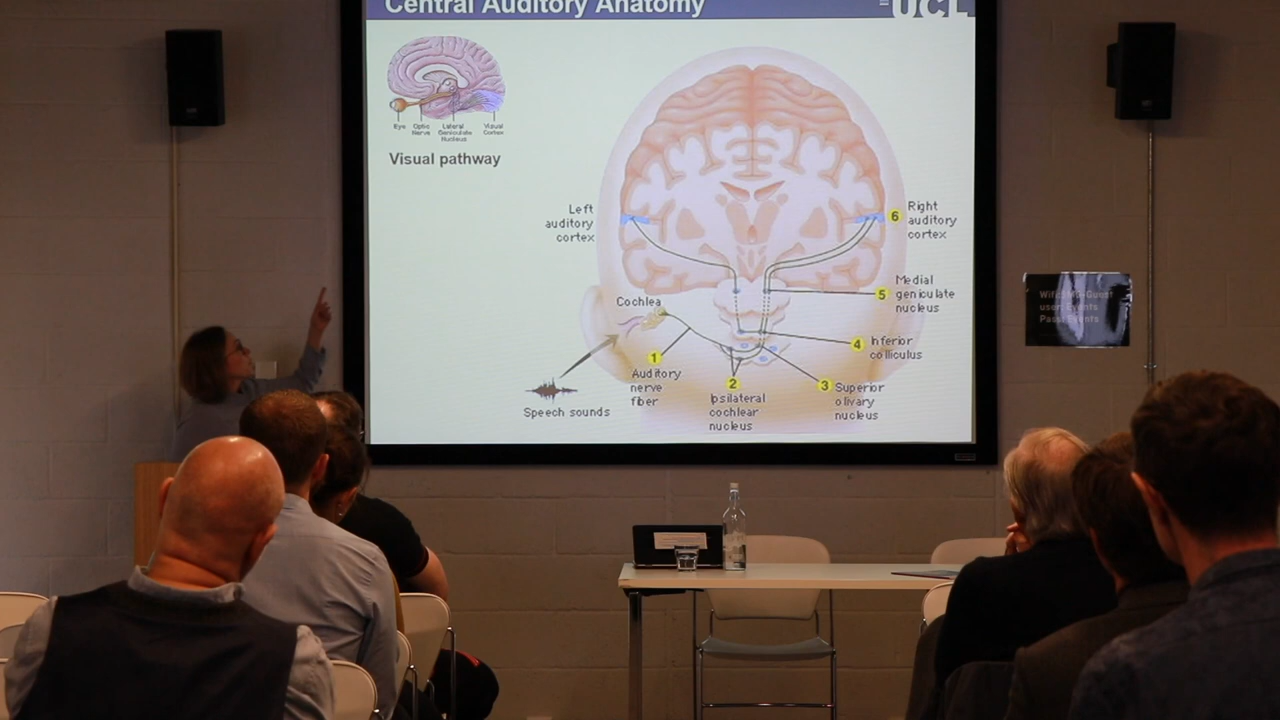 Central Auditory Anatomy
UCL
Eye
Optic
Nerve
Lateral
Geniculate
Nucleus
Visual
Cortex
Visual pathway
Left
auditory
cortex
6
Right
auditory
cortex
5
Medial
geniculate
nucleus
Cochlea
4
Inferior
colliculus
1
Auditory
nerve
fiber
2
Ipsilateral
cochlear
nucleus
3
Superior
olivary
nucleus
Speech sounds